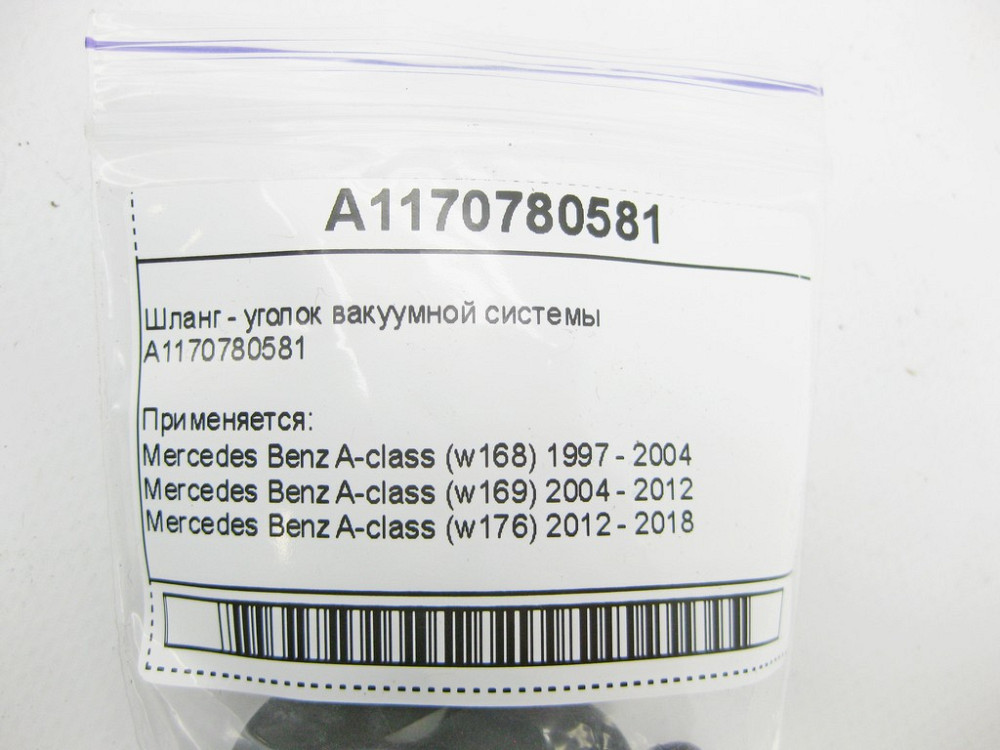 A1170780581
Шланг - уголок вакуумной системы
A1170780581
Применяется:
Mercedes Benz A-class (w168) 1997 - 2004
Mercedes Benz A-class (w169) 2004 - 2012
Mercedes Benz A-class (w176) 2012 - 2018